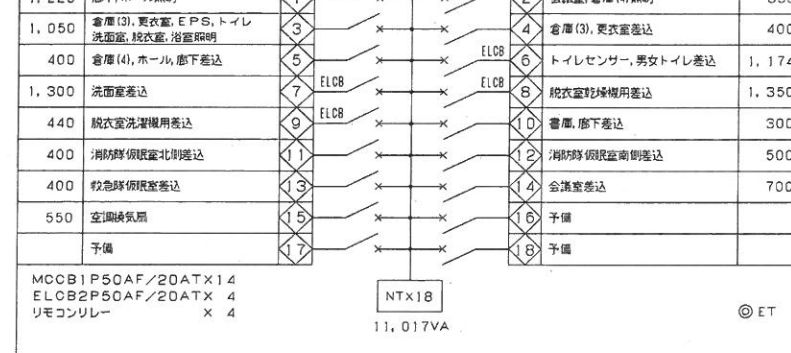 1,050 倉庫(3),更衣室,EPS,トイレ 3 4 倉庫(3),更衣室差込 400
洗面室,脱衣室,浴室照明
400 倉庫(4),ホール,廊下差込 5 ELCB 6 トイレセンサー,男女トイレ差込 1,174
1,300 洗面室差込 7 ELCB ELCB 8 脱衣室乾燥機用差込 1,350
440 脱衣室洗濯機用差込 9 ELCB 10 書庫,廊下差込 300
400 消防隊仮眠室北側差込 11 12 消防隊仮眠室南側差込 500
400 救急隊仮眠室差込 13 14 会議室差込 700
550 空調換気扇 15 16 予備
予備 17 18 予備
MCCB1P50AF/20ATX14
ELCB2P50AF/20ATX 4
リモコンリレー X 4
NTX18
11,017VA
◎ET